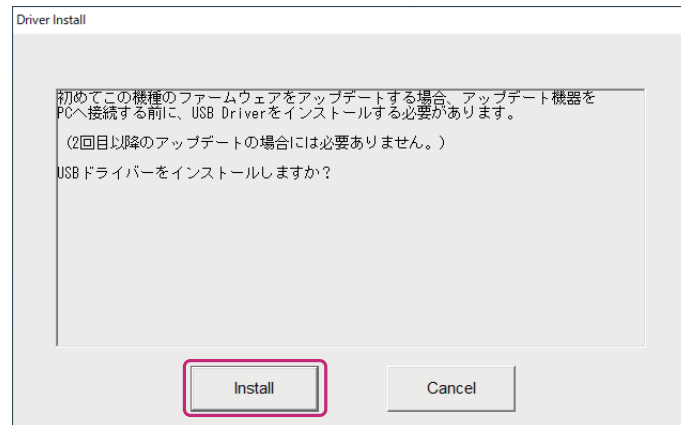 Driver Install
初めてこの機種のファームウェアをアップデートする場合、アップデート機器を
PCへ接続する前に、USB Driverをインストールする必要があります。
（2回目以降のアップデートの場合には必要ありません。）
USBドライバーをインストールしますか？
Install
Cancel